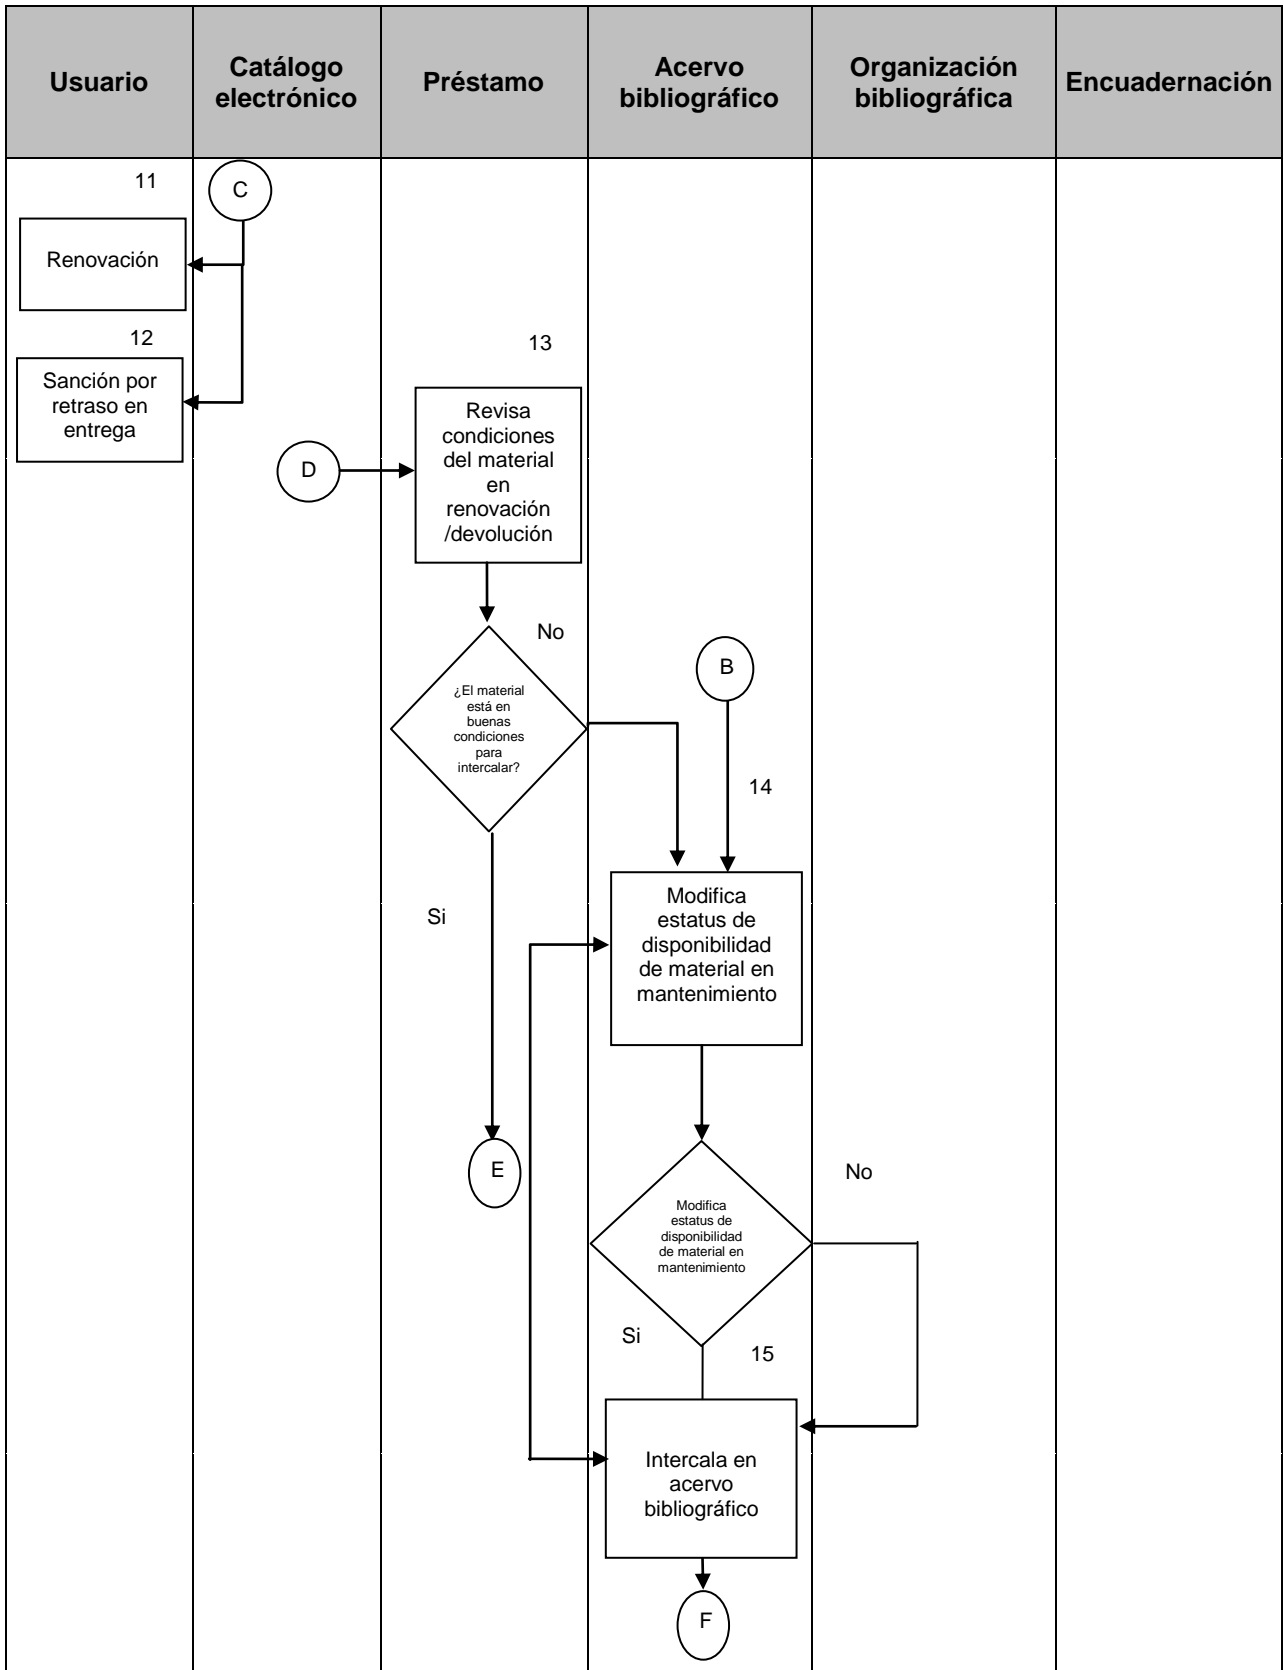 Usuario
Catálogo
electrónico
Préstamo
Acervo
bibliográfico
Organización
bibliográfica
Encuadernación
11
C
Renovación
12
Sanción por
retraso en
entrega
13
D
Revisa
condiciones
del material
en
renovación
/devolución
No
¿El material
está en
buenas
condiciones
para
intercalar?
B
14
Si
Modifica
estatus de
disponibilidad
de material en
mantenimiento
E
No
Modifica
estatus de
disponibilidad
de material en
mantenimiento
Si
15
Intercala en
acervo
bibliográfico
F